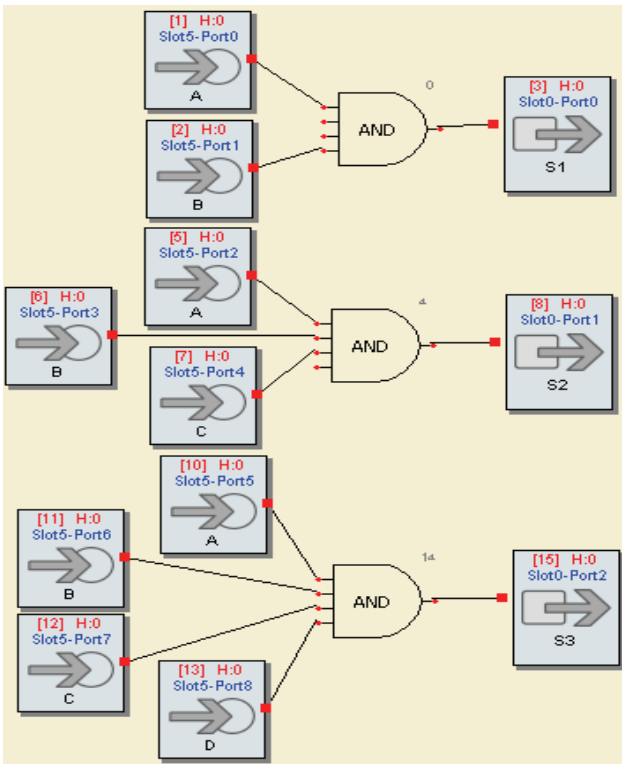 [1] H:0
Slot5-Port0
A
0
AND
[3] H:0
Slot0-Port0
S1
[2] H:0
Slot5-Port1
B
[5] H:0
Slot5-Port2
A
4
AND
[8] H:0
Slot0-Port1
S2
[6] H:0
Slot5-Port3
B
[7] H:0
Slot5-Port4
C
[10] H:0
Slot5-Port5
A
14
AND
[15] H:0
Slot0-Port2
S3
[11] H:0
Slot5-Port6
B
[12] H:0
Slot5-Port7
C
[13] H:0
Slot5-Port8
D